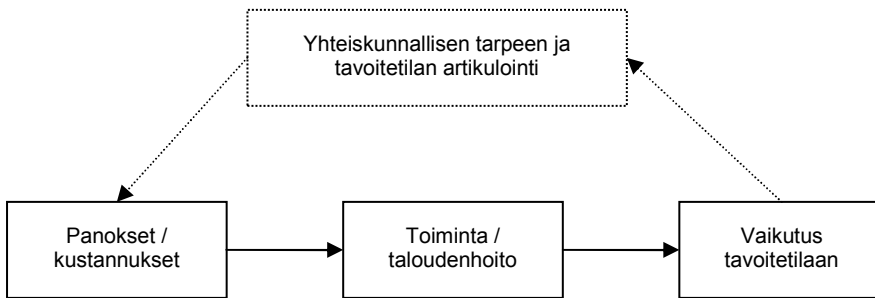 Yhteiskunnallisen tarpeen ja
tavoitetilan artikulointi
Panokset /
kustannukset
Toiminta /
taloudenhoito
Vaikutus
tavoitetilaan